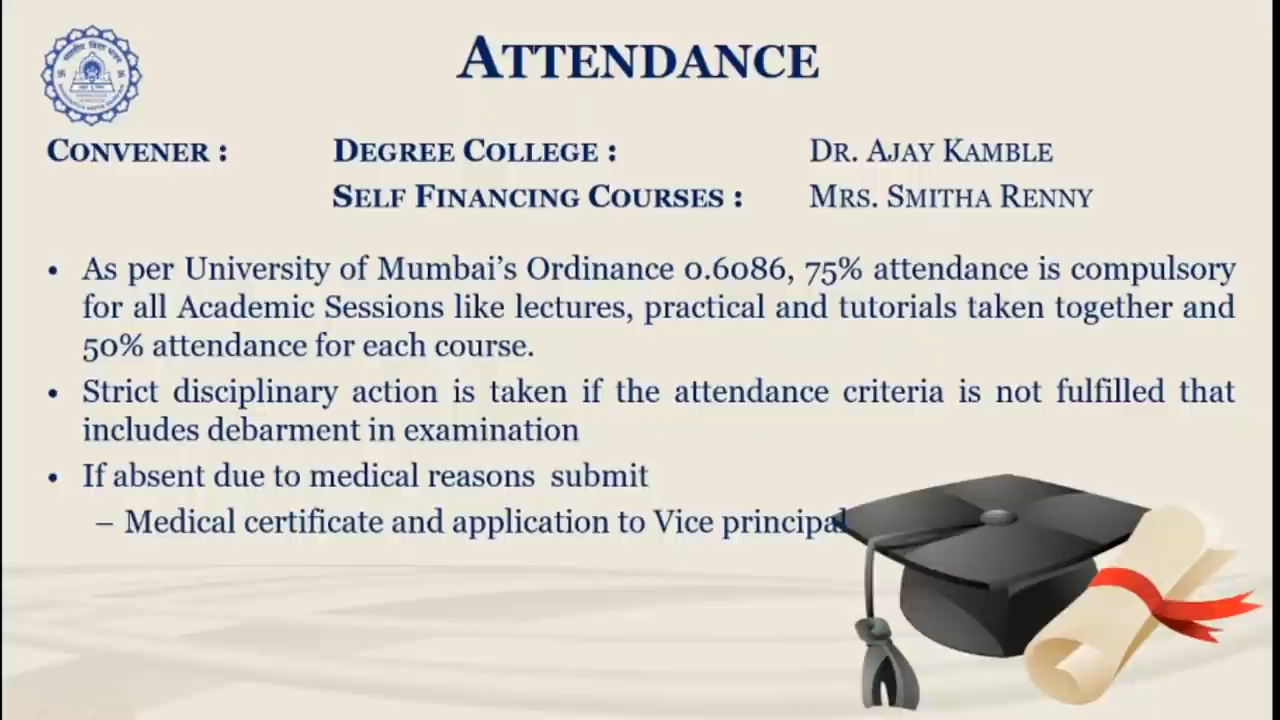 ATTENDANCE
CONVENER : DEGREE COLLEGE : DR. AJAY KAMBLE
SELF FINANCING COURSES : MRS. SMITHA RENNY
• As per University of Mumbai’s Ordinance 0.6086, 75% attendance is compulsory
for all Academic Sessions like lectures, practical and tutorials taken together and
50% attendance for each course.
• Strict disciplinary action is taken if the attendance criteria is not fulfilled that
includes debarment in examination
• If absent due to medical reasons submit
– Medical certificate and application to Vice principal